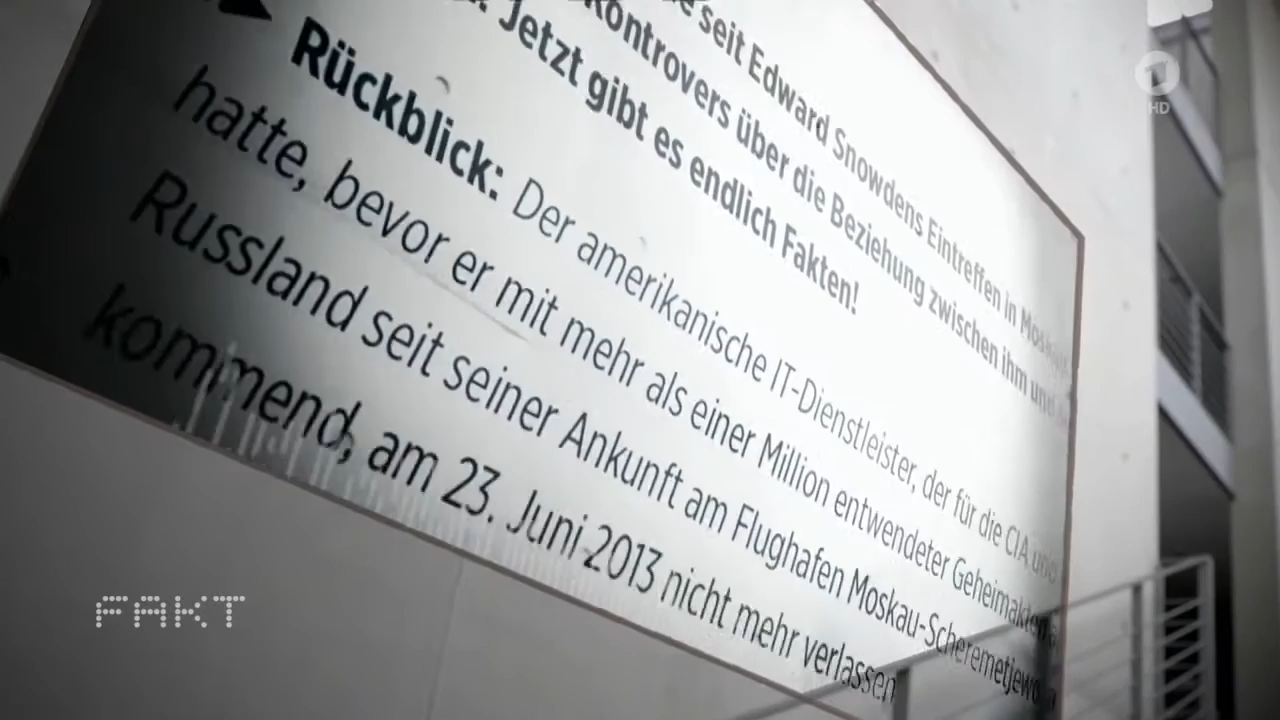 seit Edward Snowdens Eintreffen in
kontrovers über die Beziehung zwischen ihm und
Jetzt gibt es endlich Fakten!
Rückblick: Der amerikanische IT-Dienstleister, der für die CIA und
hatte, bevor er mit mehr als einer Million entwendeter Geheimakten
Russland seit seiner Ankunft am Flughafen Moskau-Scheremetjewo
kommend, am 23. Juni 2013 nicht mehr verlassen
HD
FAKT